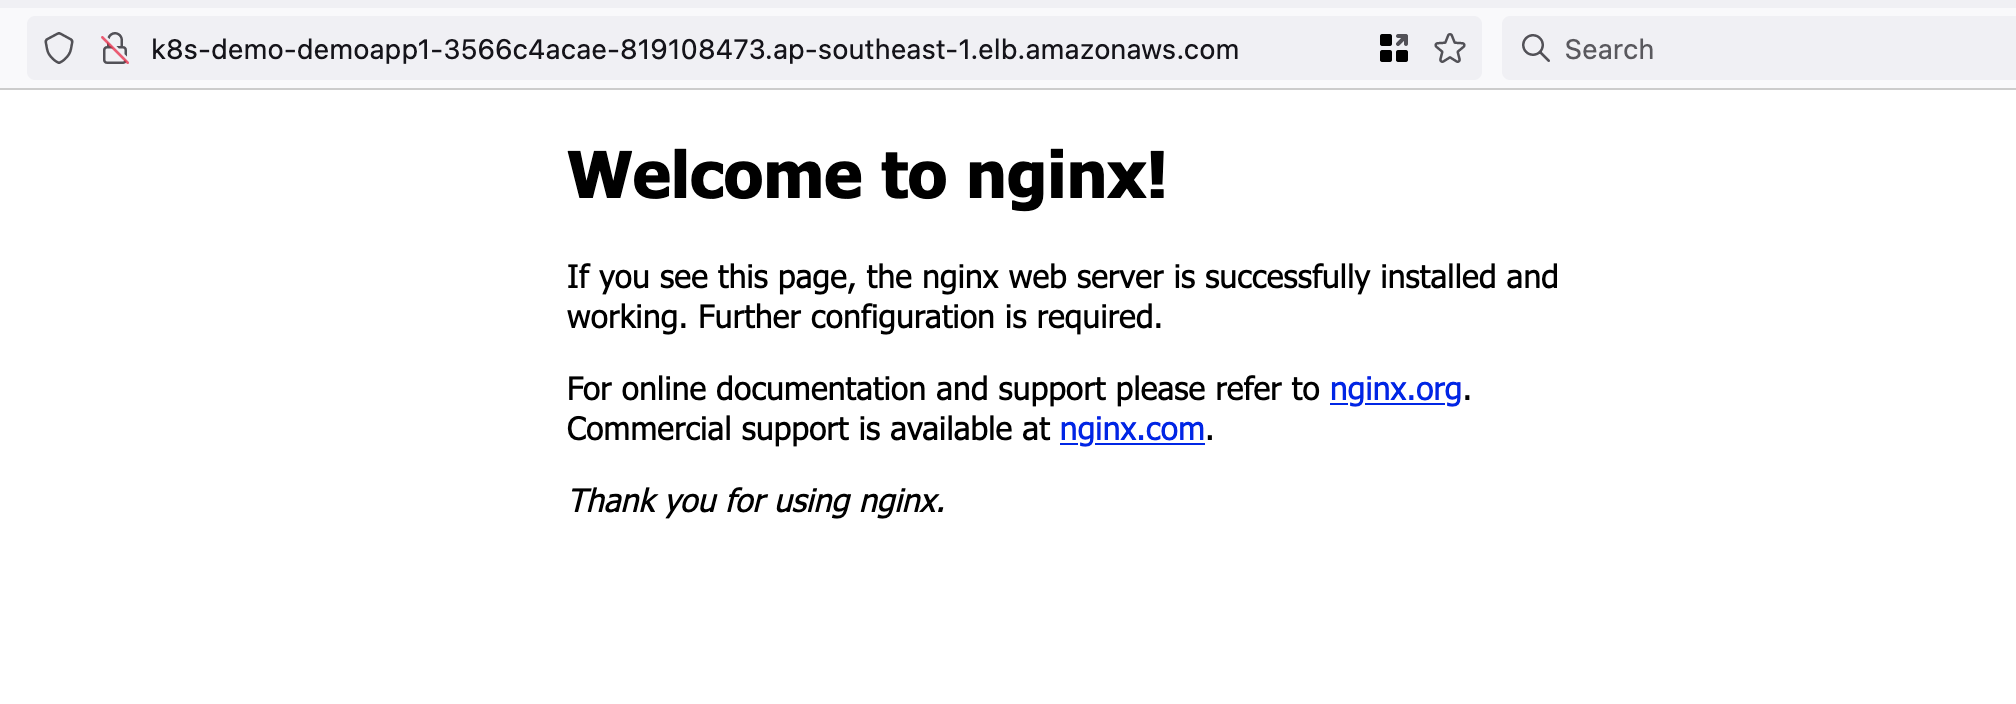 k8s-demo-demoapp1-3566c4acae-819108473.ap-southeast-1.elb.amazonaws.com
Search
Welcome to nginx!
If you see this page, the nginx web server is successfully installed and
working. Further configuration is required.
For online documentation and support please refer to nginx.org.
Commercial support is available at nginx.com.
Thank you for using nginx.